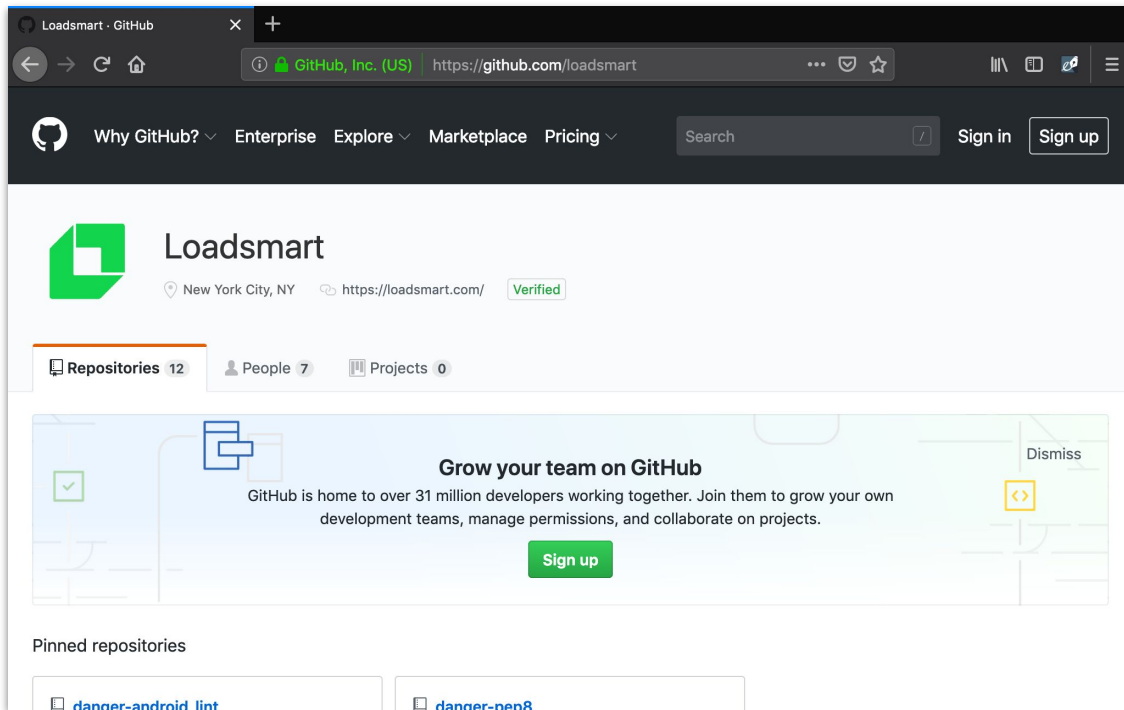 Loadsmart · GitHub
GitHub, Inc. (US) https://github.com/loadsmart
Why GitHub? Enterprise Explore Marketplace Pricing Search / Sign in Sign up
Loadsmart
New York City, NY https://loadsmart.com/ Verified
Repositories 12 People 7 Projects 0
Dismiss
Grow your team on GitHub
GitHub is home to over 31 million developers working together. Join them to grow your own
development teams, manage permissions, and collaborate on projects.
Sign up
Pinned repositories
danger-android_lint danger-pep8